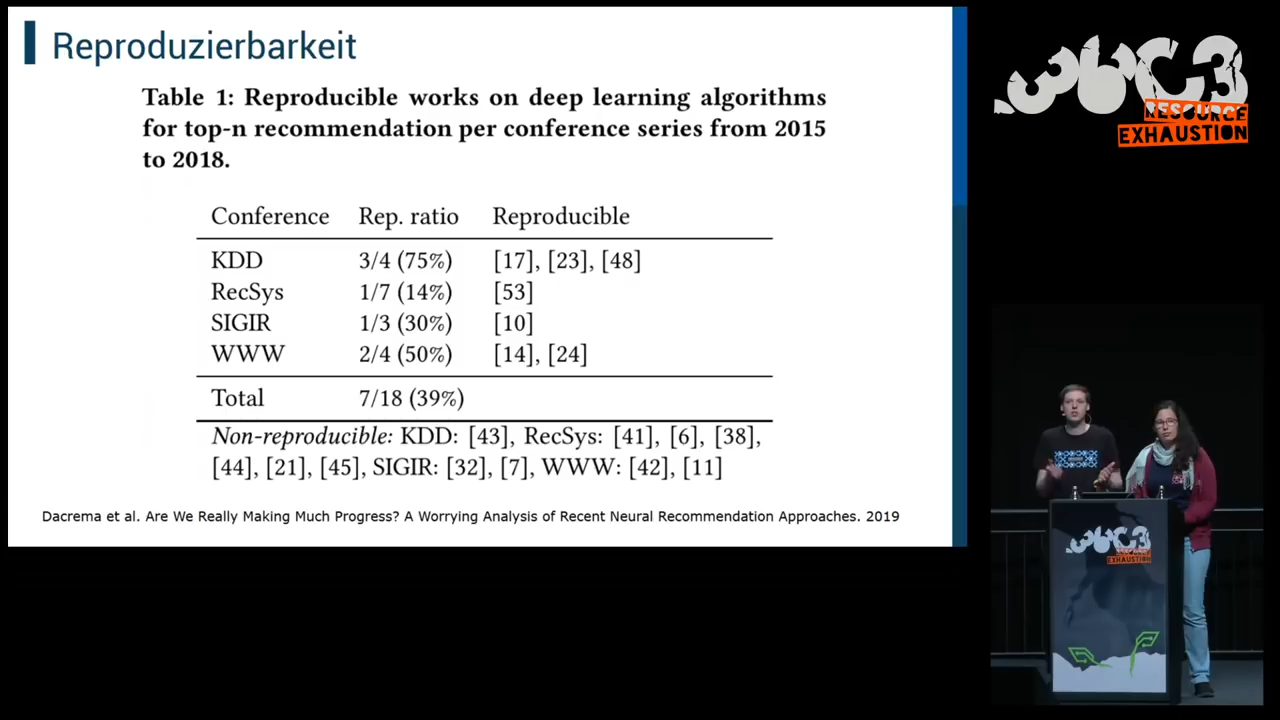 Reproduzierbarkeit
Table 1: Reproducible works on deep learning algorithms
for top-n recommendation per conference series from 2015
to 2018.
Conference Rep. ratio Reproducible
KDD 3/4 (75%) [17], [23], [48]
RecSys 1/7 (14%) [53]
SIGIR 1/3 (30%) [10]
WWW 2/4 (50%) [14], [24]
Total 7/18 (39%)
Non-reproducible: KDD: [43], RecSys: [41], [6], [38],
[44], [21], [45], SIGIR: [32], [7], WWW: [42], [11]
Dacrema et al. Are We Really Making Much Progress? A Worrying Analysis of Recent Neural Recommendation Approaches. 2019
36C3
RESOURCE
EXHAUSTION
36C3
RESOURCE
EXHAUSTION